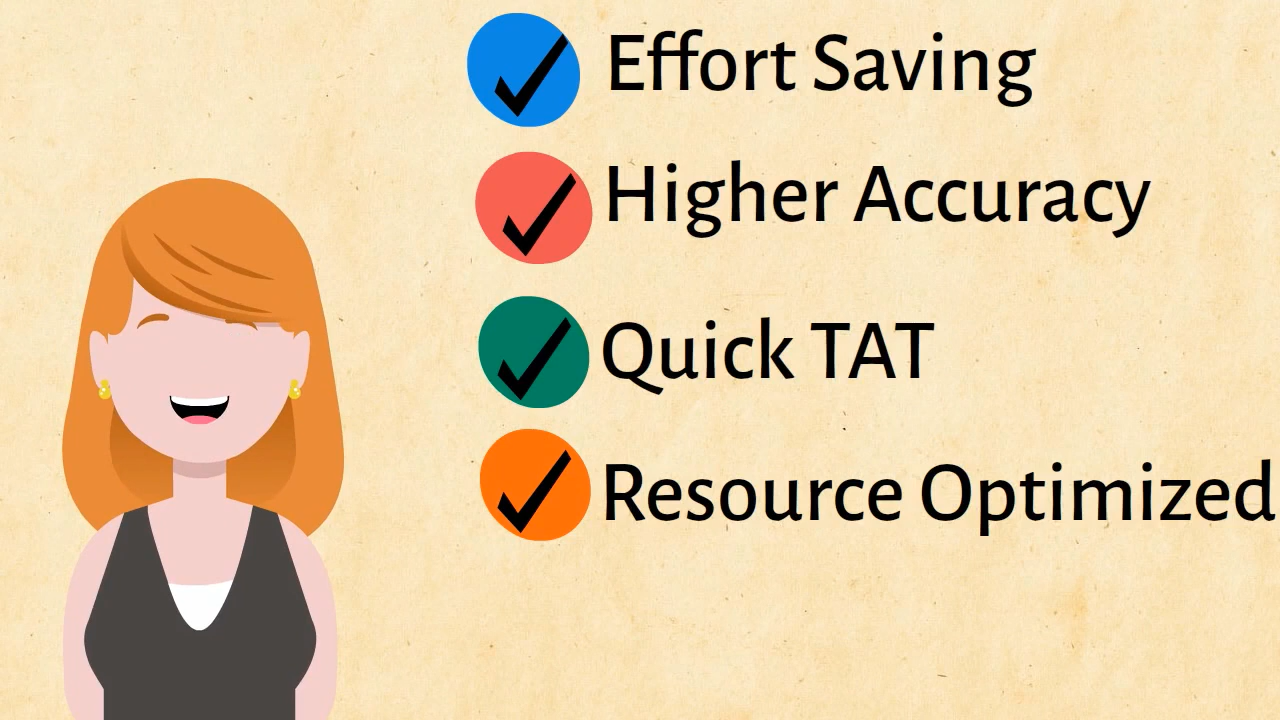 Effort Saving
Higher Accuracy
Quick TAT
Resource Optimized